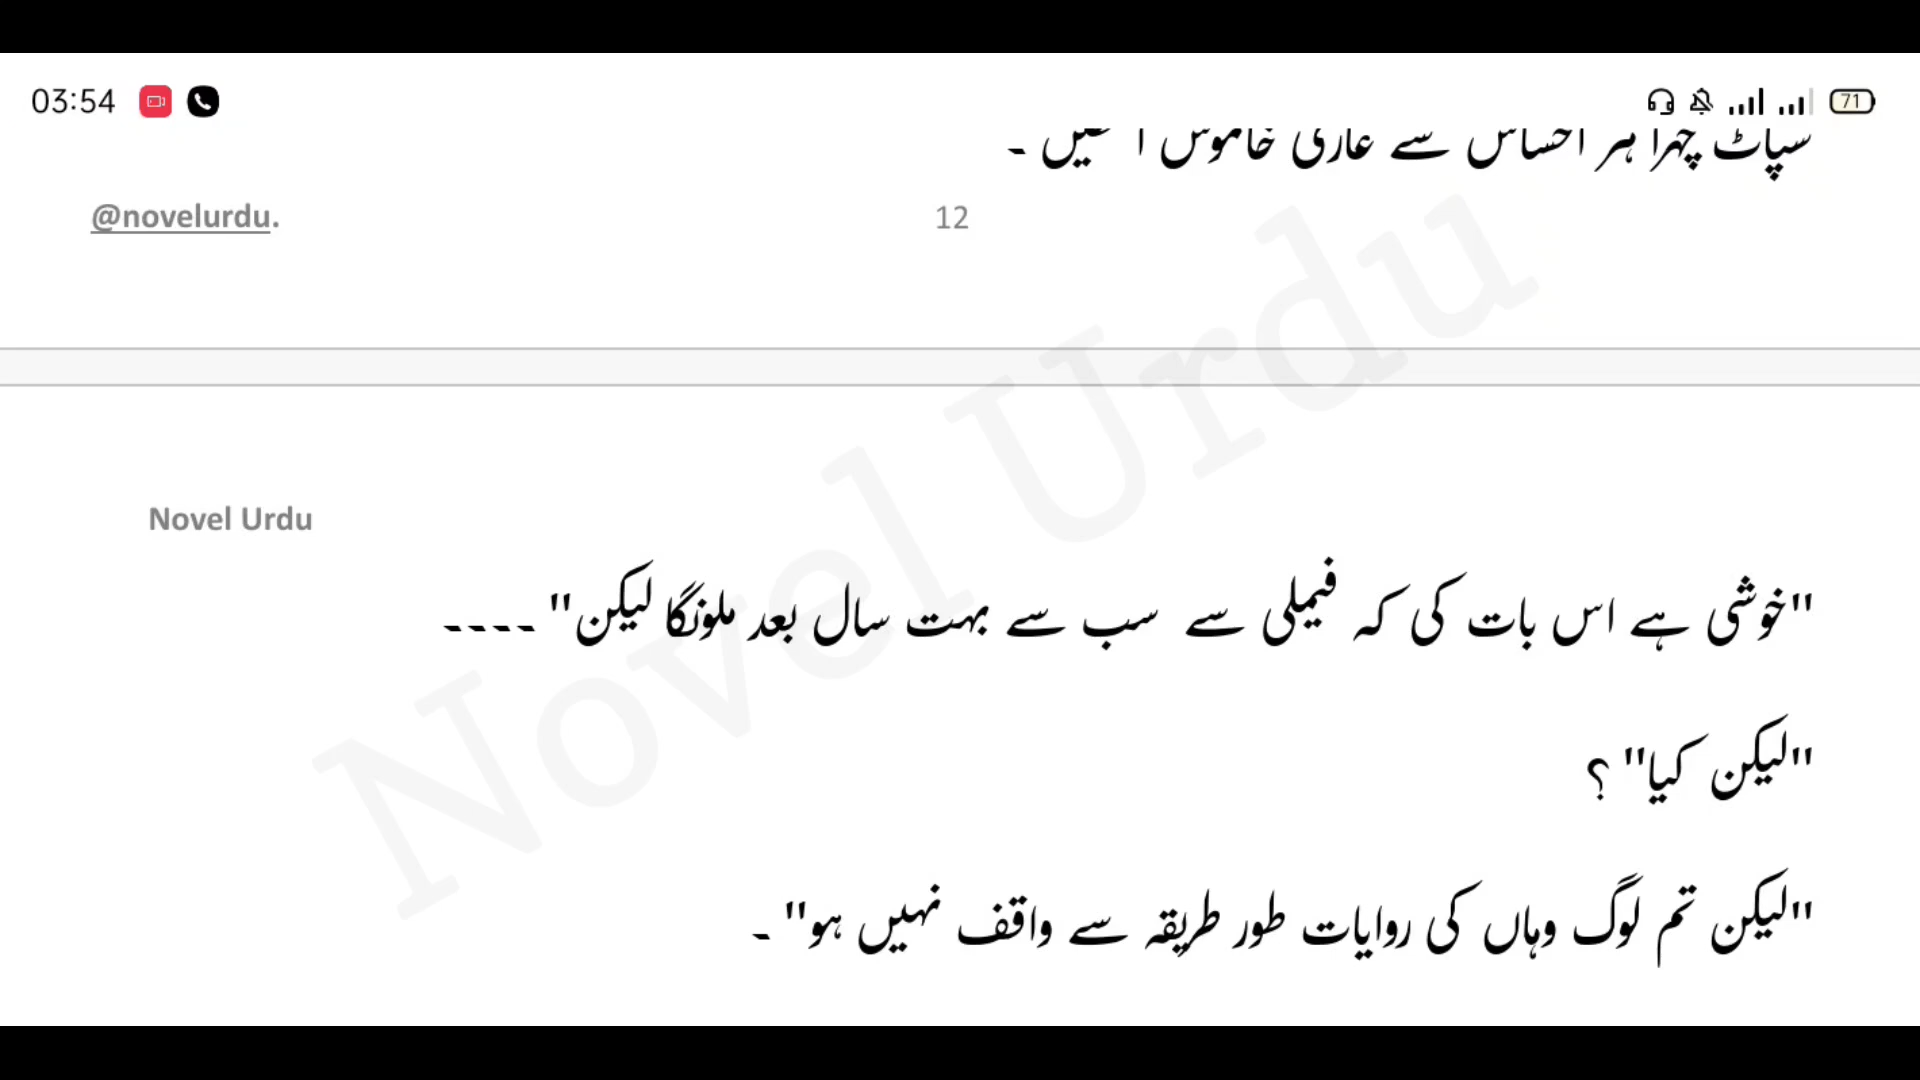 03:54
71
سپاٹ چہرا ہر احساس سے عاری خاموش ۔
@novelurdu.
12
Novel Urdu
Novel Urdu
"خوشی ہے اس بات کی کہ فیملی سے سب سے بہت سال بعد ملونگا لیکن" ۔۔۔۔
"لیکن کیا" ؟
"لیکن تم لوگ وہاں کی روایات طور طریقہ سے واقف نہیں ہو" ۔